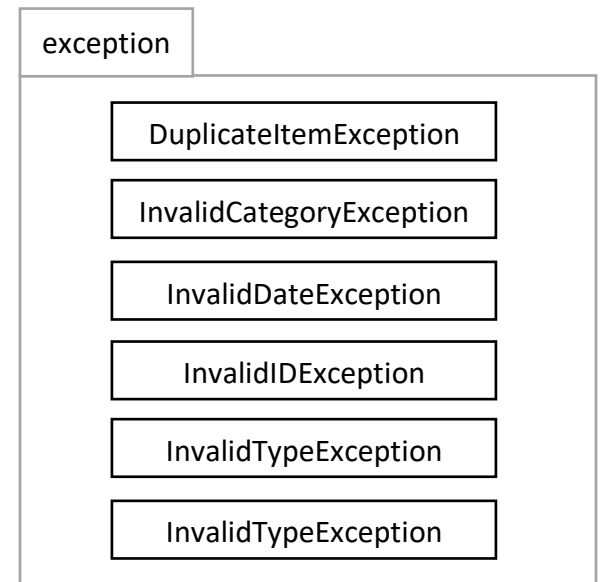 exception
DuplicateItemException
InvalidCategoryException
InvalidDateException
InvalidIDException
InvalidTypeException
InvalidTypeException